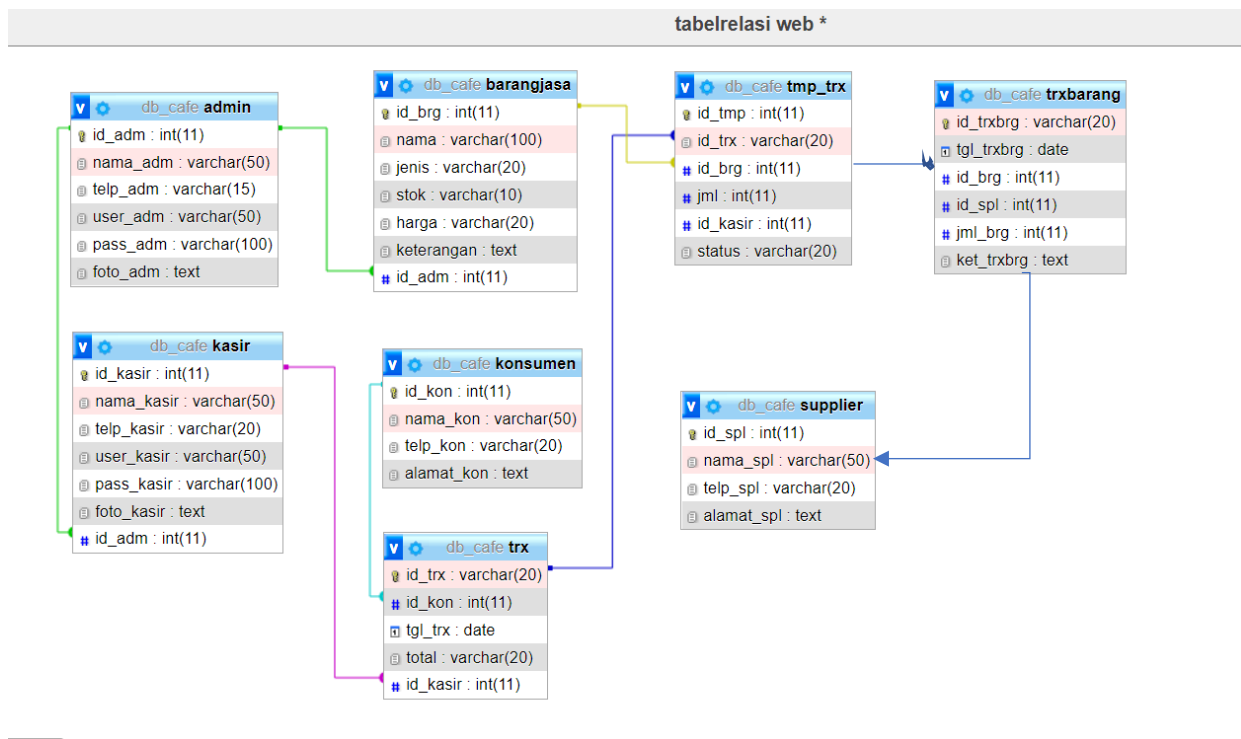 tabelrelasi web *
db_cafe admin
id_adm : int(11)
nama_adm : varchar(50)
telp_adm : varchar(15)
user_adm : varchar(50)
pass_adm : varchar(100)
foto_adm : text
db_cafe barangjasa
id_brg : int(11)
nama : varchar(100)
jenis : varchar(20)
stok : varchar(10)
harga : varchar(20)
keterangan : text
id_adm : int(11)
db_cafe tmp_trx
id_tmp : int(11)
id_trx : varchar(20)
id_brg : int(11)
jml : int(11)
id_kasir : int(11)
status : varchar(20)
db_cafe trxbarang
id_trxbrg : varchar(20)
tgl_trxbrg : date
id_brg : int(11)
id_spl : int(11)
jml_brg : int(11)
ket_trxbrg : text
db_cafe kasir
id_kasir : int(11)
nama_kasir : varchar(50)
telp_kasir : varchar(20)
user_kasir : varchar(50)
pass_kasir : varchar(100)
foto_kasir : text
id_adm : int(11)
db_cafe konsumen
id_kon : int(11)
nama_kon : varchar(50)
telp_kon : varchar(20)
alamat_kon : text
db_cafe supplier
id_spl : int(11)
nama_spl : varchar(50)
telp_spl : varchar(20)
alamat_spl : text
db_cafe trx
id_trx : varchar(20)
id_kon : int(11)
tgl_trx : date
total : varchar(20)
id_kasir : int(11)